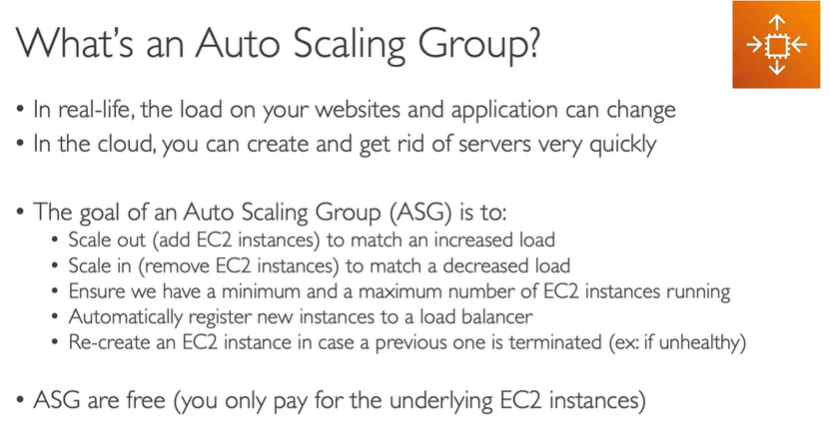 What's an Auto Scaling Group?
• In real-life, the load on your websites and application can change
• In the cloud, you can create and get rid of servers very quickly
• The goal of an Auto Scaling Group (ASG) is to:
• Scale out (add EC2 instances) to match an increased load
• Scale in (remove EC2 instances) to match a decreased load
• Ensure we have a minimum and a maximum number of EC2 instances running
• Automatically register new instances to a load balancer
• Re-create an EC2 instance in case a previous one is terminated (ex: if unhealthy)
• ASG are free (you only pay for the underlying EC2 instances)